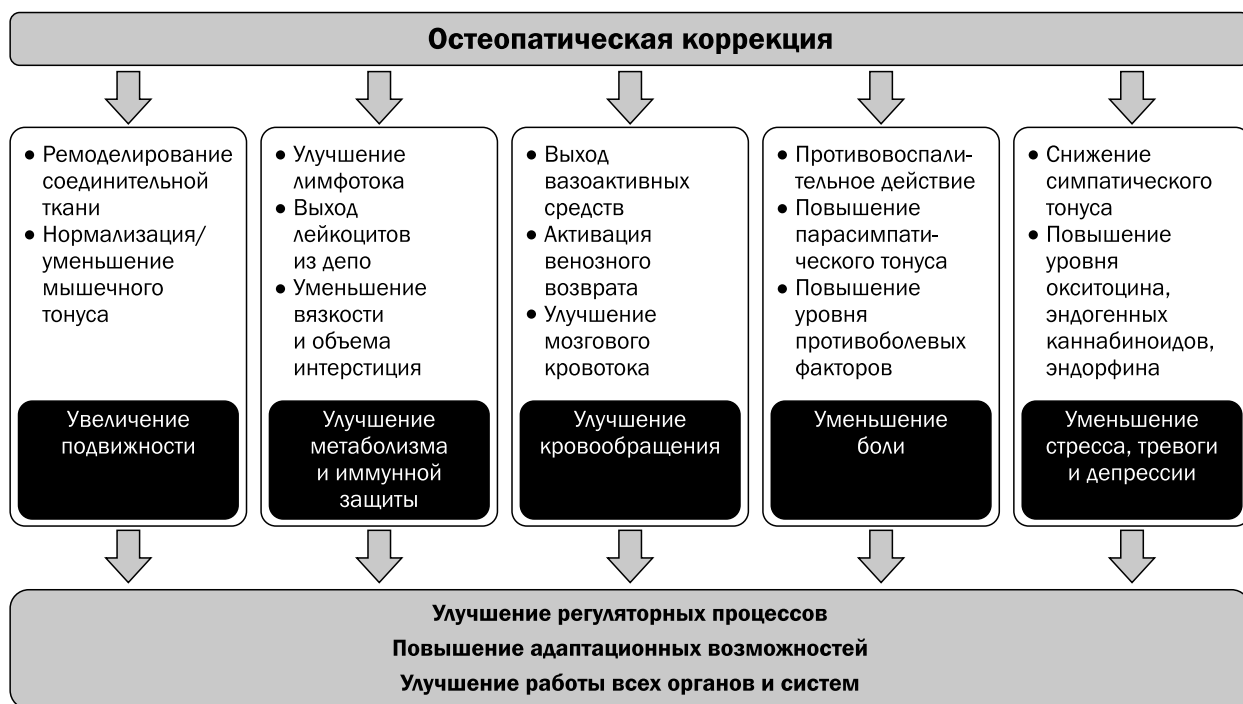 Остеопатическая коррекция
• Ремоделирование
соединительной
ткани
• Нормализация/
уменьшение
мышечного
тонуса
Увеличение
подвижности
• Улучшение
лимфотока
• Выход
лейкоцитов
из депо
• Уменьшение
вязкости
и объема
интерстиция
Улучшение
метаболизма
и иммунной
защиты
• Выход
вазоактивных
средств
• Активация
венозного
возврата
• Улучшение
мозгового
кровотока
Улучшение
кровообращения
• Противовоспали-
тельное действие
• Повышение
парасимпати-
ческого тонуса
• Повышение
уровня
противоболевых
факторов
Уменьшение
боли
• Снижение
симпатического
тонуса
• Повышение
уровня
окситоцина,
эндогенных
каннабиноидов,
эндорфина
Уменьшение
стресса, тревоги
и депрессии
Улучшение регуляторных процессов
Повышение адаптационных возможностей
Улучшение работы всех органов и систем